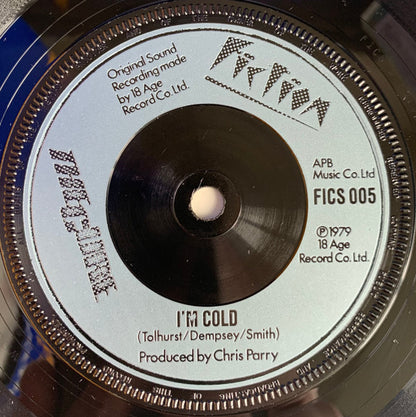 Fiction
Original Sound
Recording made
by 18 Age
Record Co. Ltd.
APB
Music Co. Ltd
FICS 005
℗1979
18 Age
Record Co. Ltd.
I'M COLD
(Tolhurst/Dempsey/Smith)
Produced by Chris Parry